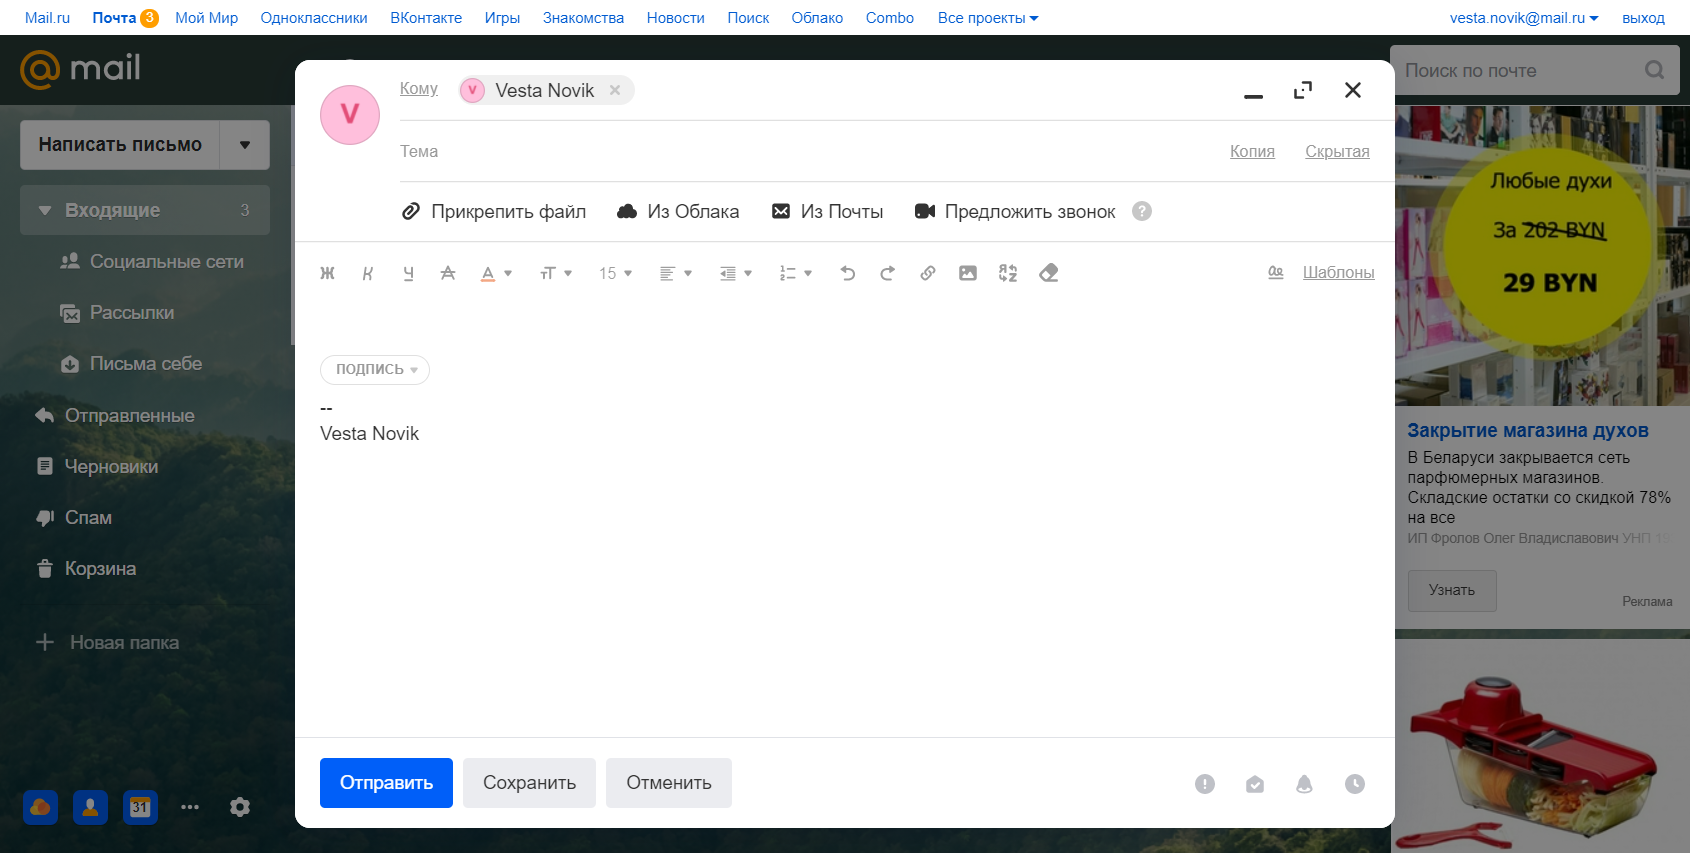 Mail.ru Почта 3 Мой Мир Одноклассники ВКонтакте Игры Знакомства Новости Поиск Облако Combo Все проекты vesta.novik@mail.ru выход
mail
Поиск по почте
Написать письмо
Входящие 3
Социальные сети
Рассылки
Письма себе
Отправленные
Черновики
Спам
Корзина
Новая папка
31
V
Кому V Vesta Novik
Тема Копия Скрытая
Прикрепить файл Из Облака Из Почты Предложить звонок ?
Ж К Ч А А тТ 15 Шаблоны
ПОДПИСЬ
--
Vesta Novik
Отправить Сохранить Отменить
Любые духи
За 202 BYN
29 BYN
Закрытие магазина духов
В Беларуси закрывается сеть
парфюмерных магазинов.
Складские остатки со скидкой 78%
на все
ИП Фролов Олег Владиславович УНП
Узнать
Реклама